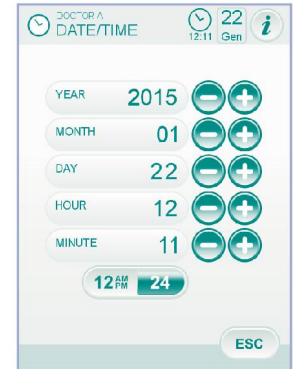 DOCTOR A
DATE/TIME
12:11
22
Gen
i
YEAR 2015
MONTH 01
DAY 22
HOUR 12
MINUTE 11
12 AM PM 24
ESC